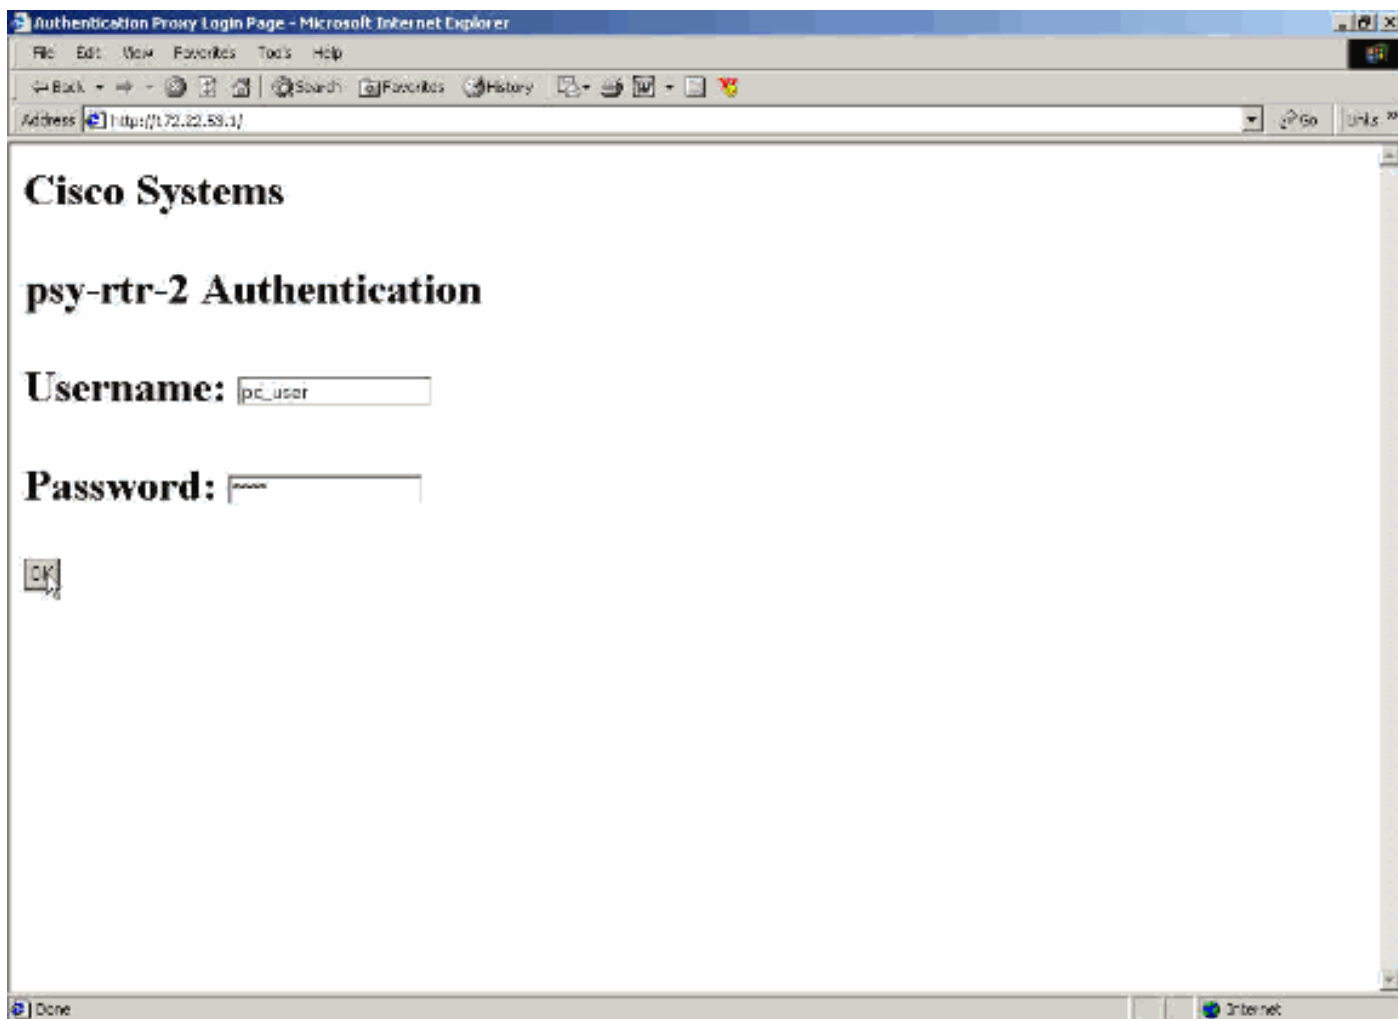 Authentication Proxy Login Page - Microsoft Internet Explorer
File Edit View Favorites Tools Help
Back Search Favorites History
Address http://172.22.53.1/ Go Links »
Cisco Systems
psy-rtr-2 Authentication
Username: pc_user
Password: ****
OK
Done Internet